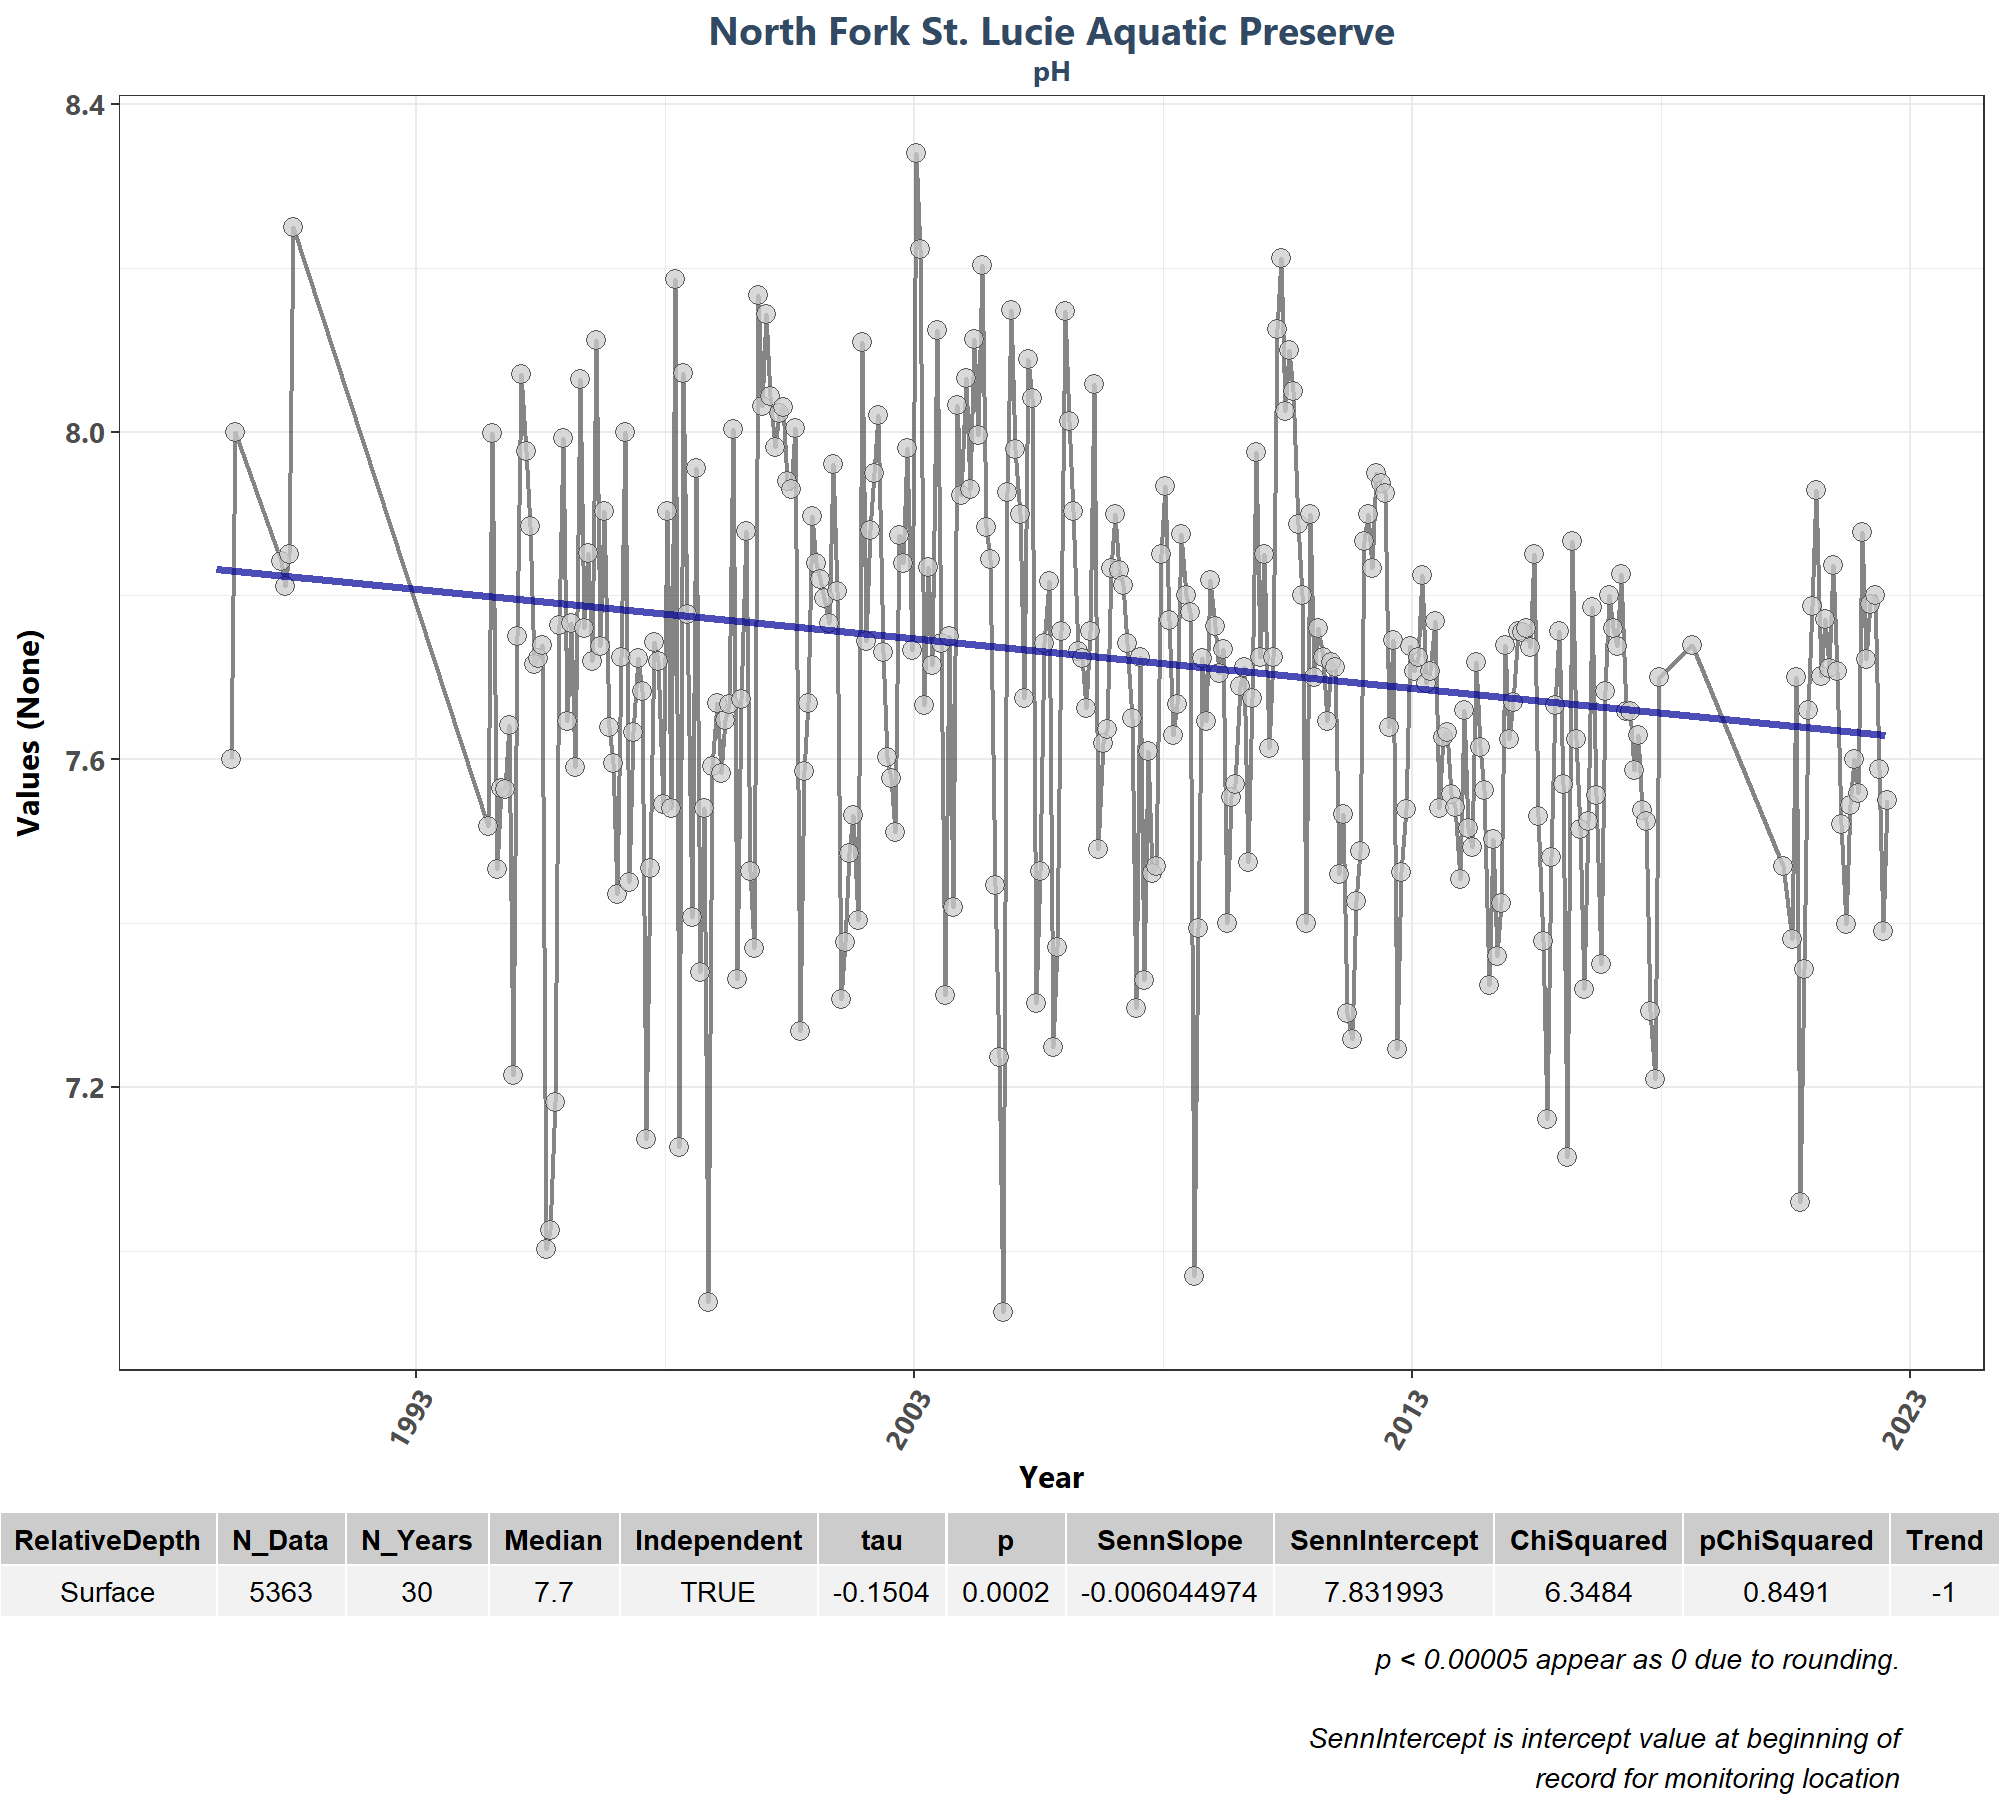 North Fork St. Lucie Aquatic Preserve
pH
8.4
8.0
7.6
7.2
Values (None)
1993
2003
2013
2023
Year
RelativeDepth N_Data N_Years Median Independent tau p SennSlope SennIntercept ChiSquared pChiSquared Trend
Surface 5363 30 7.7 TRUE -0.1504 0.0002 -0.006044974 7.831993 6.3484 0.8491 -1
p < 0.00005 appear as 0 due to rounding.
SennIntercept is intercept value at beginning of
record for monitoring location